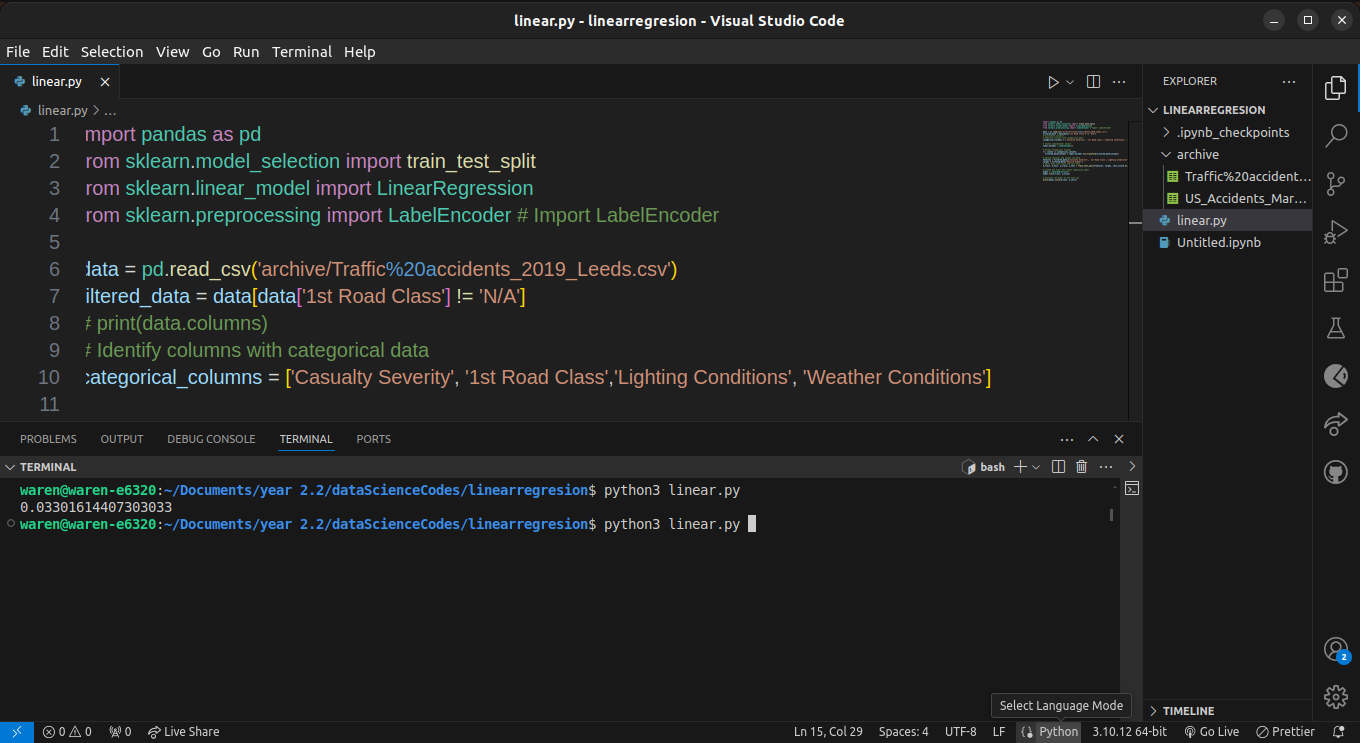 linear.py - linearregresion - Visual Studio Code
File Edit Selection View Go Run Terminal Help
linear.py
linear.py > ...
1 mport pandas as pd
2 rom sklearn.model_selection import train_test_split
3 rom sklearn.linear_model import LinearRegression
4 rom sklearn.preprocessing import LabelEncoder # Import LabelEncoder
5
6 data = pd.read_csv('archive/Traffic%20accidents_2019_Leeds.csv')
7 iltered_data = data[data['1st Road Class'] != 'N/A']
8 # print(data.columns)
9 # Identify columns with categorical data
10 categorical_columns = ['Casualty Severity', '1st Road Class','Lighting Conditions', 'Weather Conditions']
11
EXPLORER
LINEARREGRESION
.ipynb_checkpoints
archive
Traffic%20accident...
US_Accidents_Mar...
linear.py
Untitled.ipynb
PROBLEMS OUTPUT DEBUG CONSOLE TERMINAL PORTS
TERMINAL
bash
waren@waren-e6320:~/Documents/year 2.2/dataScienceCodes/linearregresion$ python3 linear.py
0.03301614407303033
waren@waren-e6320:~/Documents/year 2.2/dataScienceCodes/linearregresion$ python3 linear.py
Select Language Mode
TIMELINE
2
0 0 0 Live Share Ln 15, Col 29 Spaces: 4 UTF-8 LF Python 3.10.12 64-bit Go Live Prettier